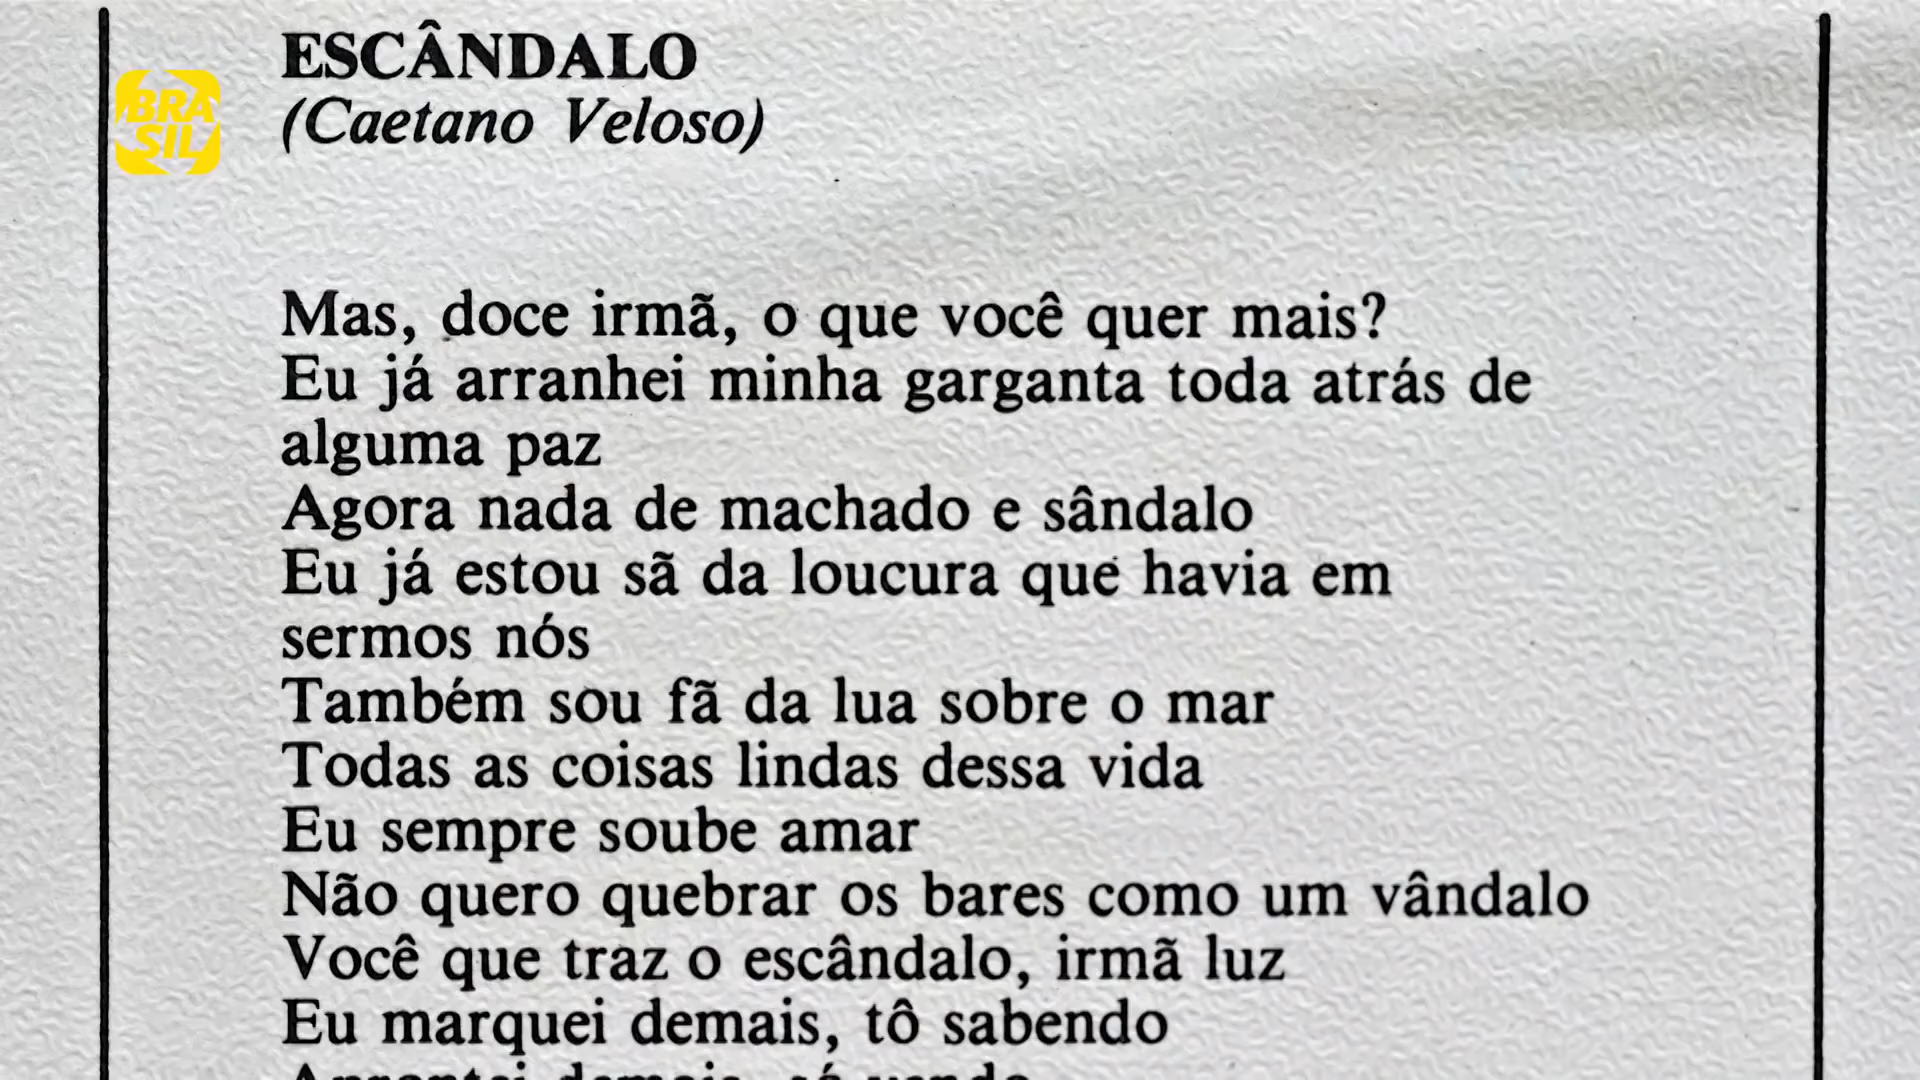 ESCÂNDALO
(Caetano Veloso)
BRA
SIL
Mas, doce irmã, o que você quer mais?
Eu já arranhei minha garganta toda atrás de
alguma paz
Agora nada de machado e sândalo
Eu já estou sã da loucura que havia em
sermos nós
Também sou fã da lua sobre o mar
Todas as coisas lindas dessa vida
Eu sempre soube amar
Não quero quebrar os bares como um vândalo
Você que traz o escândalo, irmã luz
Eu marquei demais, tô sabendo